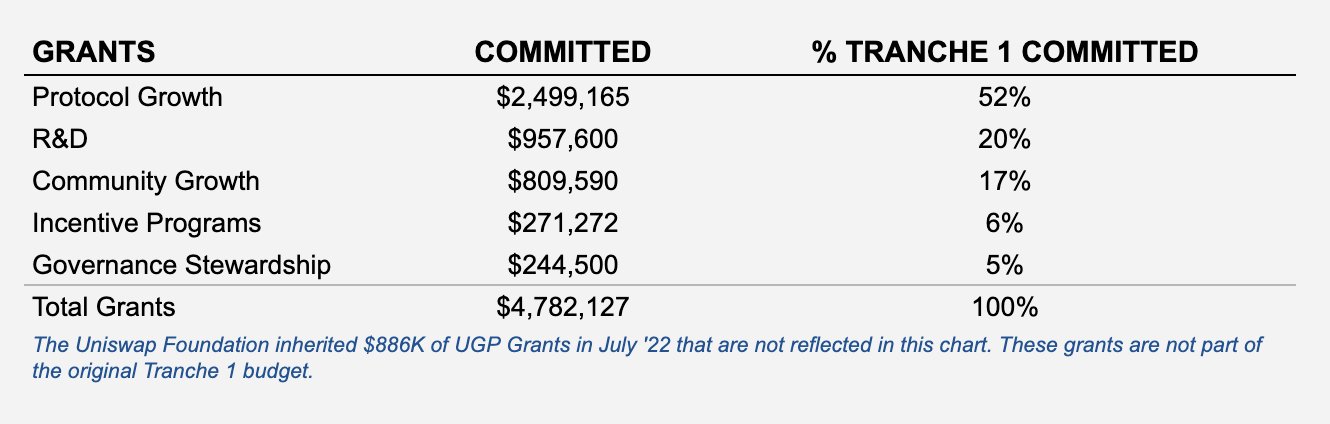 GRANTS COMMITTED % TRANCHE 1 COMMITTED
Protocol Growth $2,499,165 52%
R&D $957,600 20%
Community Growth $809,590 17%
Incentive Programs $271,272 6%
Governance Stewardship $244,500 5%
Total Grants $4,782,127 100%
The Uniswap Foundation inherited $886K of UGP Grants in July '22 that are not reflected in this chart. These grants are not part of
the original Tranche 1 budget.